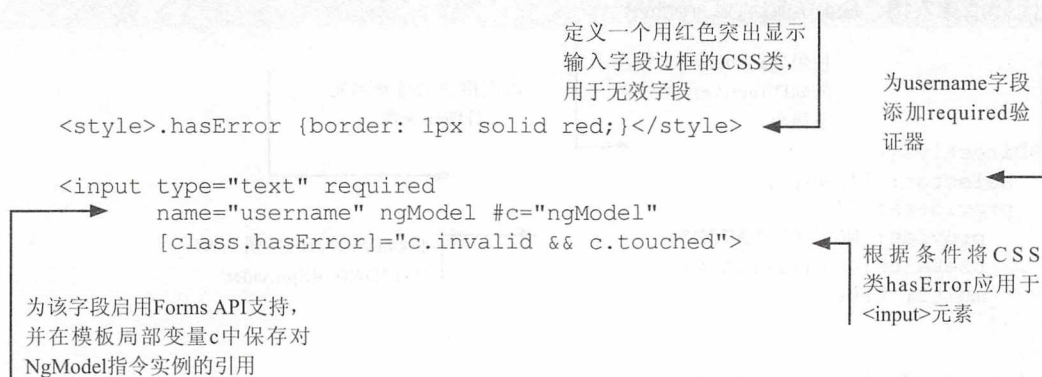 定义一个用红色突出显示
输入字段边框的CSS类，
用于无效字段
为username字段
添加required验
证器
<style>.hasError {border: 1px solid red;}</style>
<input type="text" required
name="username" ngModel #c="ngModel"
[class.hasError]="c.invalid && c.touched">
根据条件将CSS
类hasError应用于
<input>元素
为该字段启用Forms API支持，
并在模板局部变量c中保存对
NgModel指令实例的引用